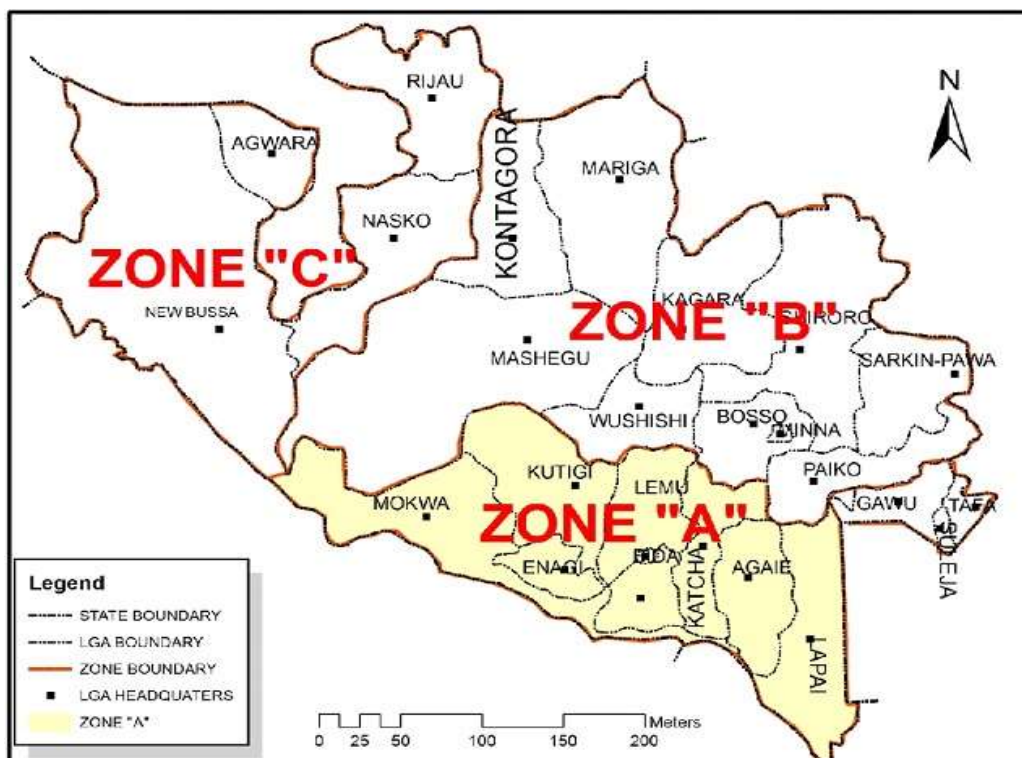 RIJAU
N
AGWARA
KONTAGORA
MARIGA
NASKO
ZONE "C"
KAGARA
NEW BUSSA
ZONE "B"
SHIRORO
MASHEGU
SARKIN-PAWA
WUSHISHI
BOSSO
MINNA
KUTIGI
LEMU
PAIKO
MOKWA
ZONE "A"
GAWU
TAFA
SULEJA
ENAGI
BIDA
KATCHA
AGAIE
LAPAI
Legend
STATE BOUNDARY
LGA BOUNDARY
ZONE BOUNDARY
LGA HEADQUATERS
ZONE "A"
Meters
0 25 50 100 150 200